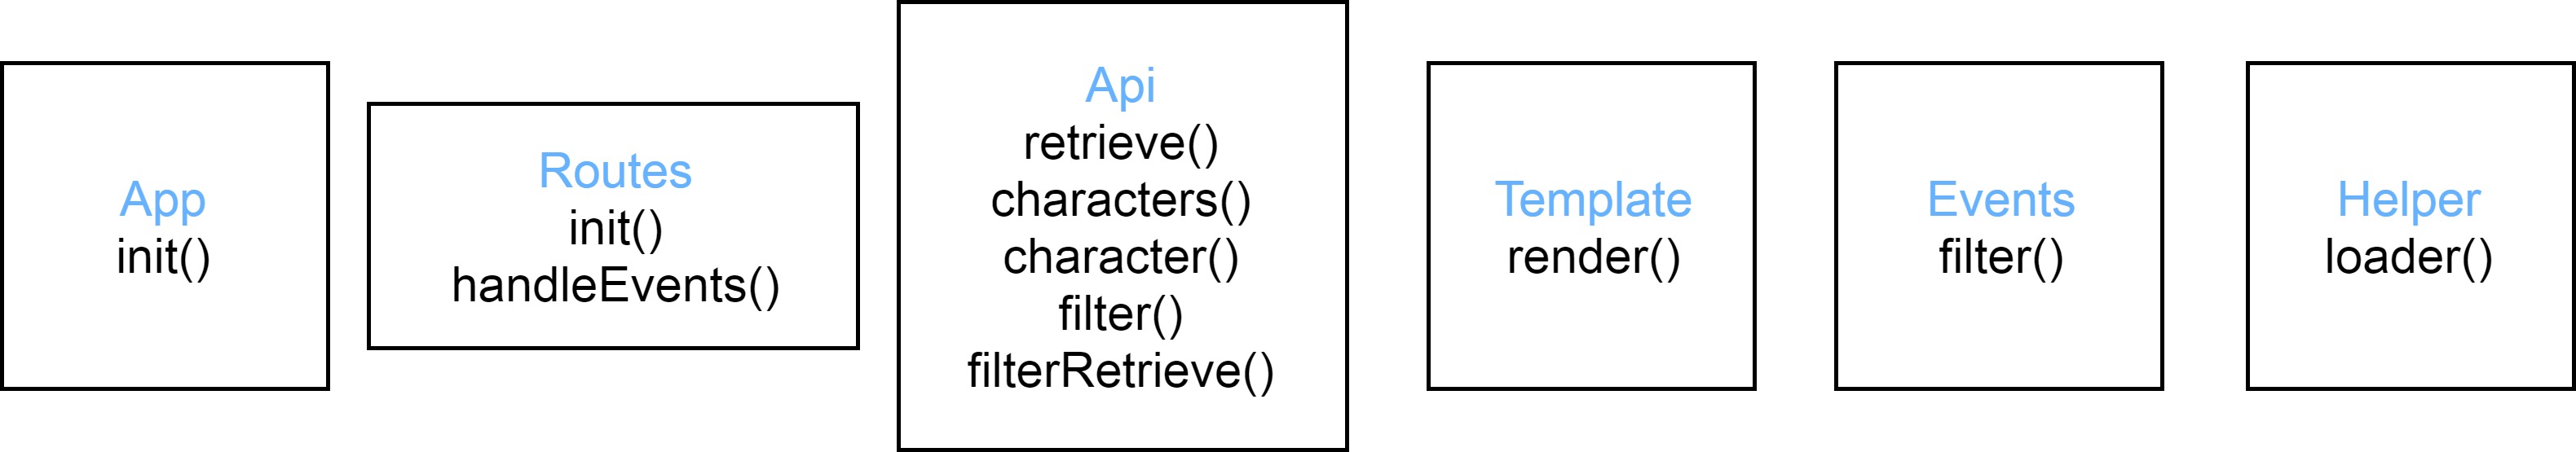 App
init()
Routes
init()
handleEvents()
Api
retrieve()
characters()
character()
filter()
filterRetrieve()
Template
render()
Events
filter()
Helper
loader()